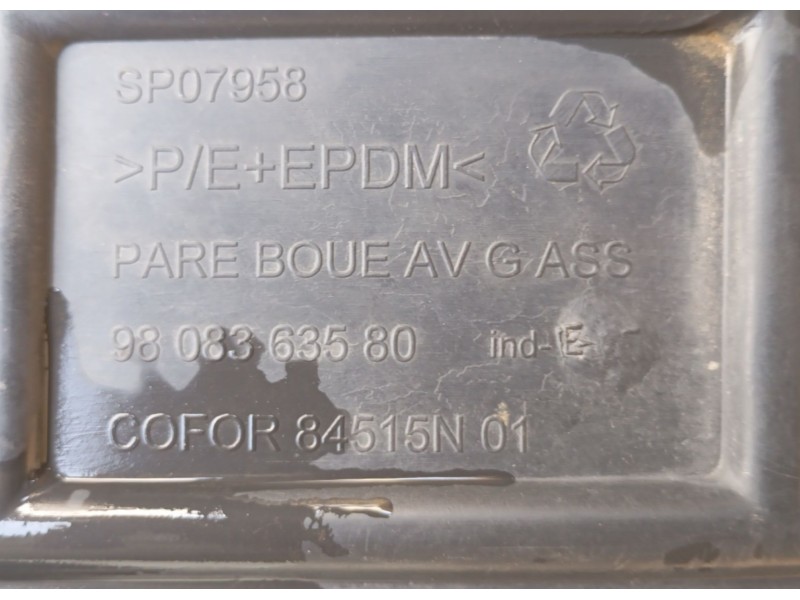 SP07958
>P/E+EPDM<
PARE BOUE AV G ASS
98 083 635 80 ind-E
COFOR 84515N 01